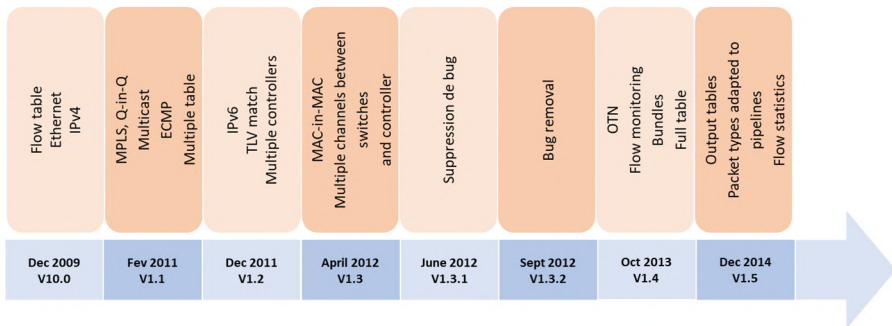 Flow table
Ethernet
IPv4
MPLS, Q-in-Q
Multicast
ECMP
Multiple table
IPv6
TLV match
Multiple controllers
MAC-in-MAC
Multiple channels between
switches
and controller
Suppression de bug
Bug removal
OTN
Flow monitoring
Bundles
Full table
Output tables
Packet types adapted to
pipelines
Flow statistics
Dec 2009
V10.0
Fev 2011
V1.1
Dec 2011
V1.2
April 2012
V1.3
June 2012
V1.3.1
Sept 2012
V1.3.2
Oct 2013
V1.4
Dec 2014
V1.5